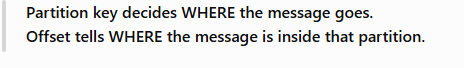 Partition key decides WHERE the message goes.
Offset tells WHERE the message is inside that partition.